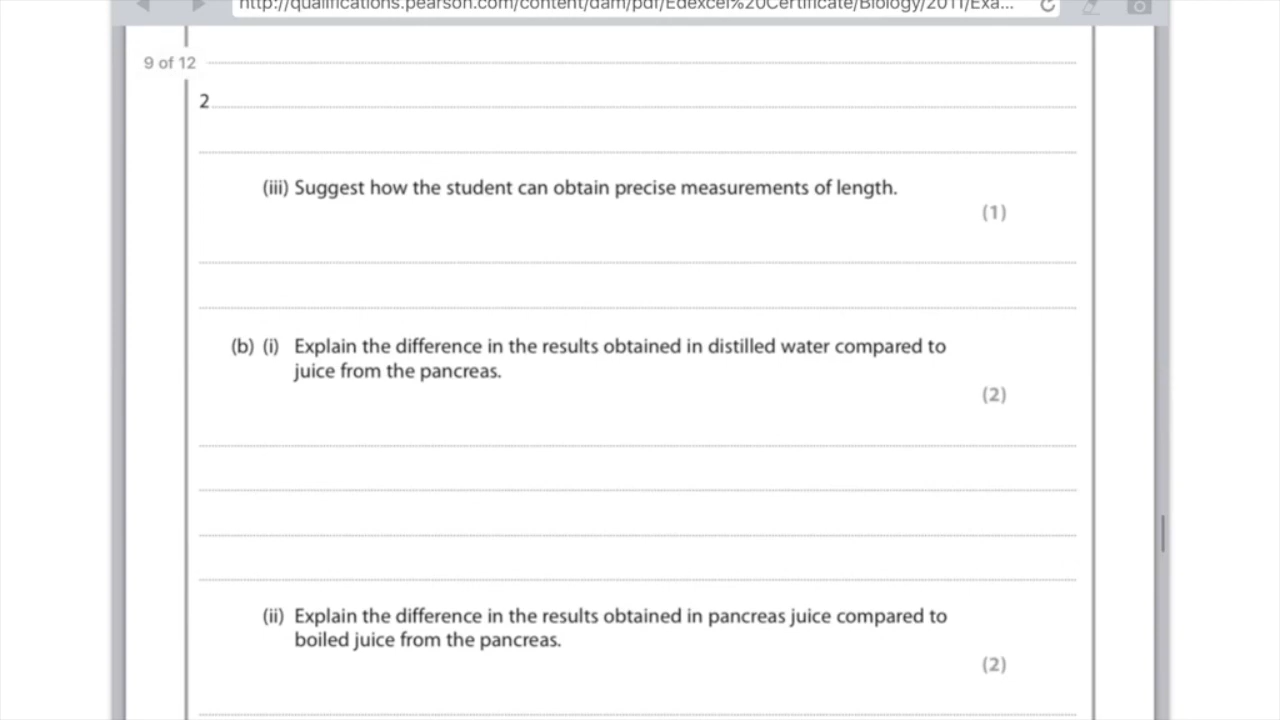 http://qualifications.pearson.com/content/dam/pdf/Edexcel%20Certificate/Biology/2011/Exa...
9 of 12
2
(iii) Suggest how the student can obtain precise measurements of length.
(1)
(b) (i) Explain the difference in the results obtained in distilled water compared to
juice from the pancreas.
(2)
(ii) Explain the difference in the results obtained in pancreas juice compared to
boiled juice from the pancreas.
(2)